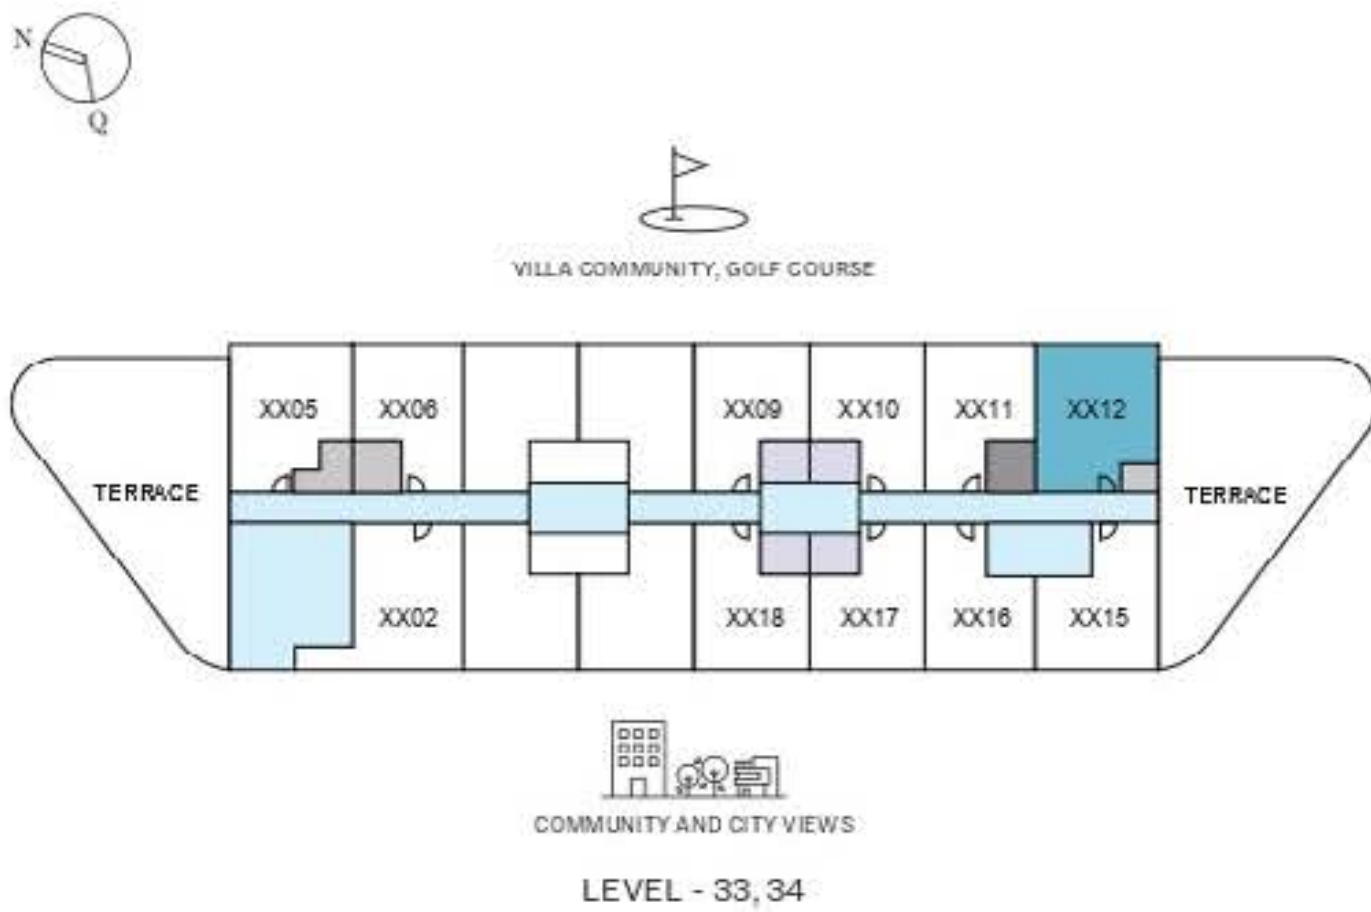 N
Q
VILLA COMMUNITY, GOLF COURSE
XX05 XX06 XX09 XX10 XX11 XX12
TERRACE TERRACE
XX02 XX18 XX17 XX16 XX15
COMMUNITY AND CITY VIEWS
LEVEL - 33, 34